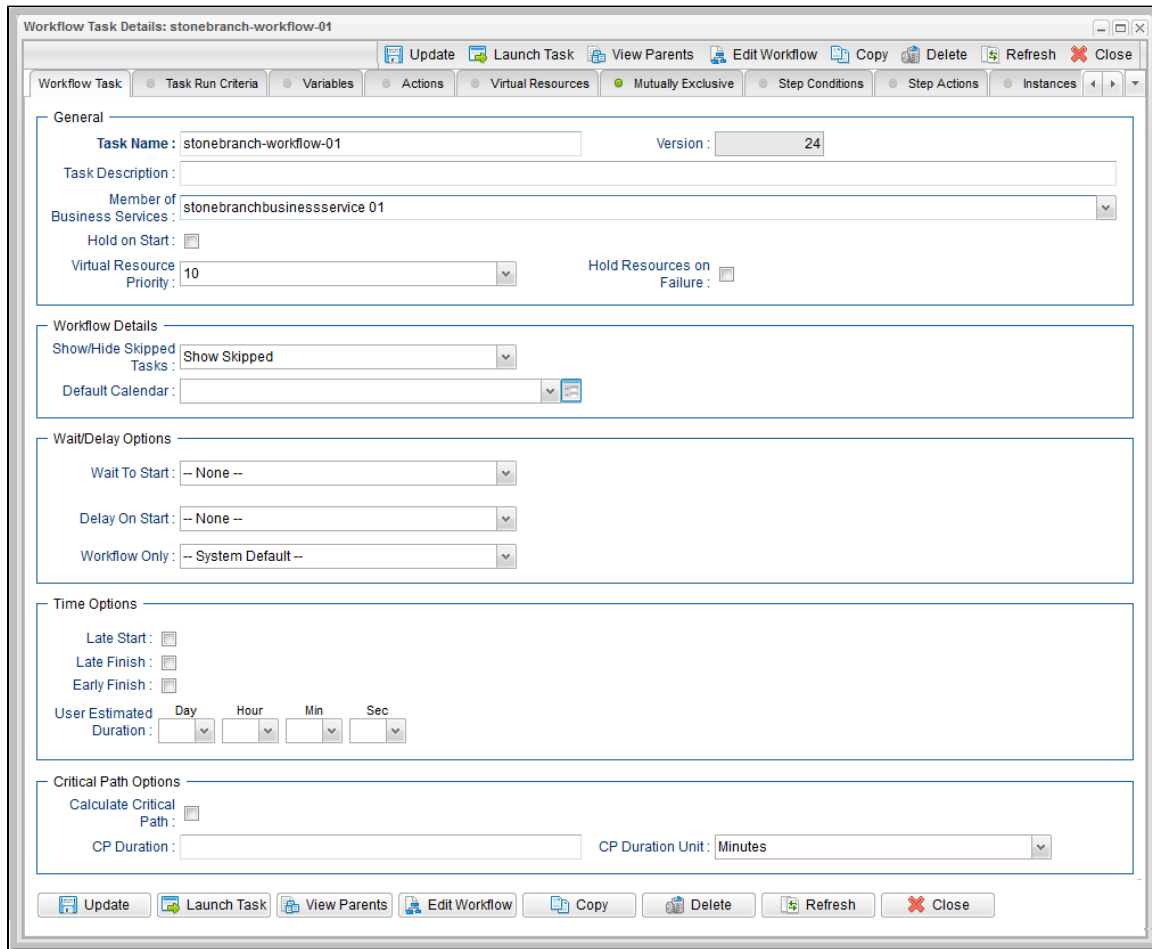 Workflow Task Details: stonebranch-workflow-01
Update Launch Task View Parents Edit Workflow Copy Delete Refresh Close
Workflow Task Task Run Criteria Variables Actions Virtual Resources Mutually Exclusive Step Conditions Step Actions Instances
General
Task Name : stonebranch-workflow-01 Version : 24
Task Description :
Member of
Business Services : stonebranchbusinessservice 01
Hold on Start :
Virtual Resource
Priority : 10
Hold Resources on
Failure :
Workflow Details
Show/Hide Skipped
Tasks : Show Skipped
Default Calendar :
Wait/Delay Options
Wait To Start : -- None --
Delay On Start : -- None --
Workflow Only : -- System Default --
Time Options
Late Start :
Late Finish :
Early Finish :
User Estimated
Duration :
Day Hour Min Sec
Critical Path Options
Calculate Critical
Path :
CP Duration : CP Duration Unit : Minutes
Update Launch Task View Parents Edit Workflow Copy Delete Refresh Close